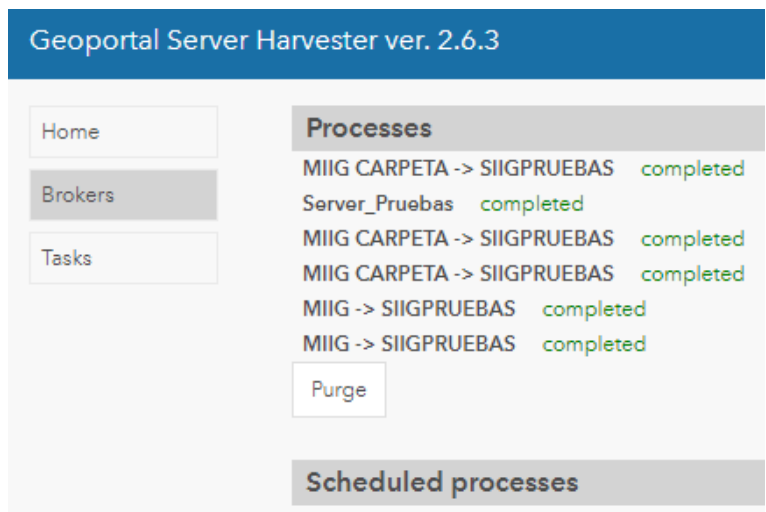 Geoportal Server Harvester ver. 2.6.3
Home
Brokers
Tasks
Processes
MIIG CARPETA -> SIIGPRUEBAS completed
Server_Pruebas completed
MIIG CARPETA -> SIIGPRUEBAS completed
MIIG CARPETA -> SIIGPRUEBAS completed
MIIG -> SIIGPRUEBAS completed
MIIG -> SIIGPRUEBAS completed
Purge
Scheduled processes